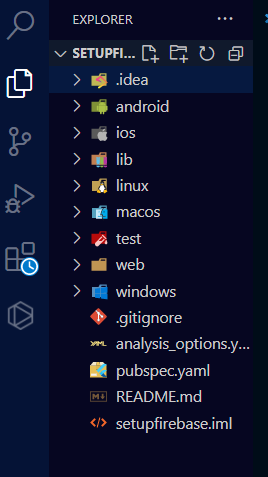 EXPLORER
SETUPFI...
.idea
android
ios
lib
linux
macos
test
web
windows
.gitignore
analysis_options.y...
pubspec.yaml
README.md
setupfirebase.iml